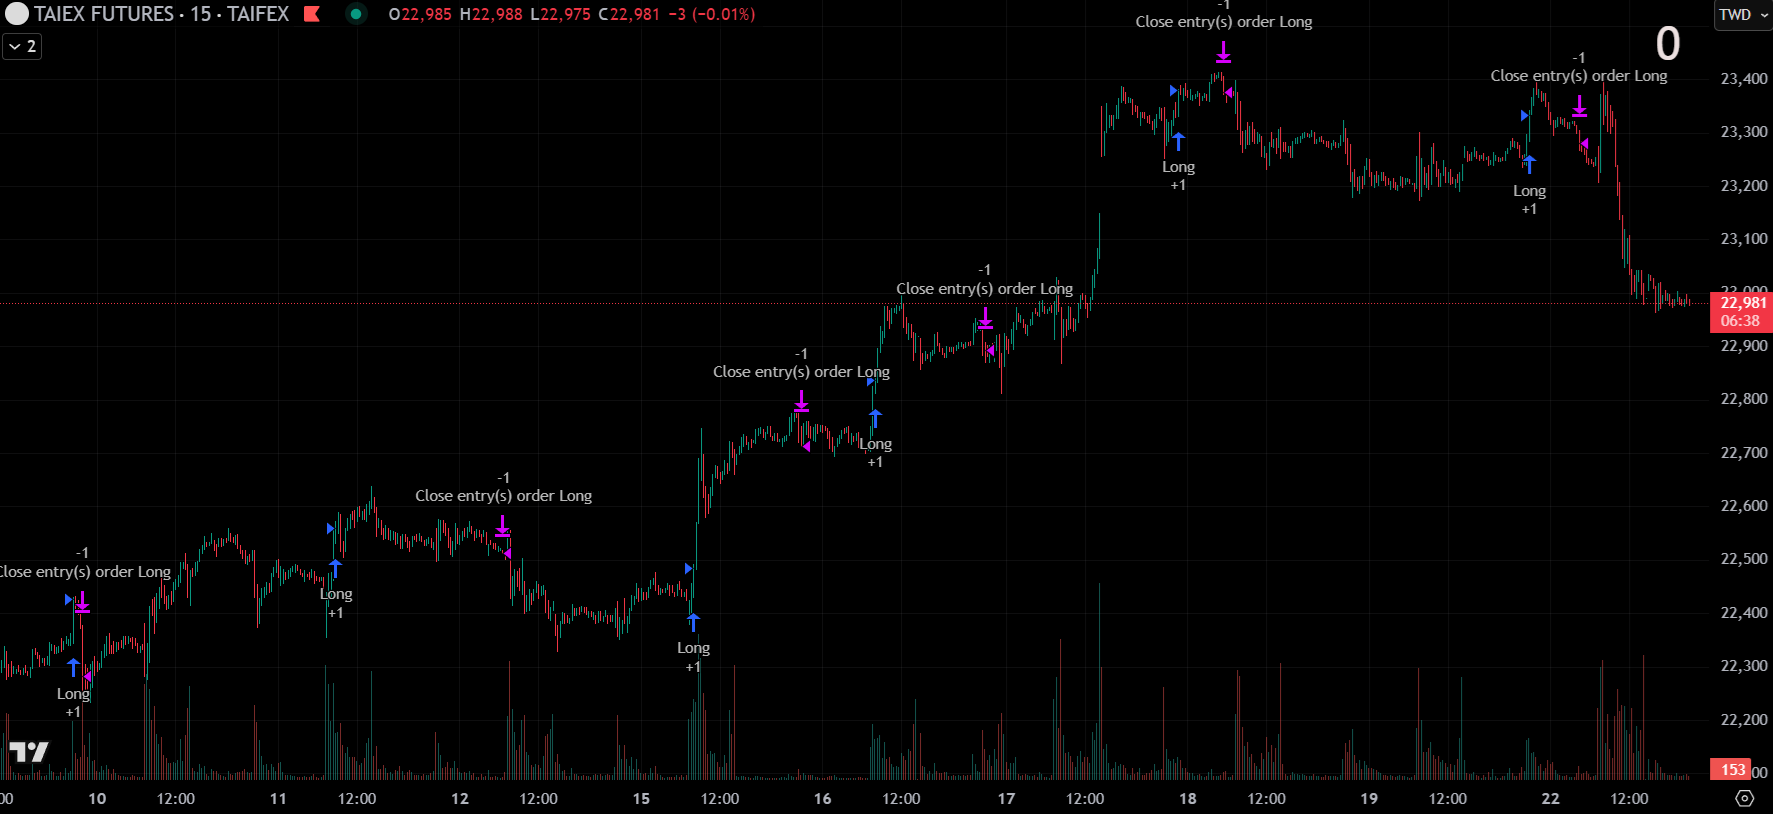 TAIEX FUTURES · 15 · TAIFEX O22,985 H22,988 L22,975 C22,981 −3 (−0.01%)
TWD
2
0
-1
Close entry(s) order Long
-1
Close entry(s) order Long
23,400
23,300
Long
+1
23,200
Long
+1
23,100
-1
Close entry(s) order Long
23,000
22,981
06:38
22,900
-1
Close entry(s) order Long
22,800
Long
+1
22,700
-1
Close entry(s) order Long
22,600
-1
Close entry(s) order Long
22,500
Long
+1
22,400
Long
+1
22,300
Long
+1
22,200
153
00
00 10 12:00 11 12:00 12 12:00 15 12:00 16 12:00 17 12:00 18 12:00 19 12:00 22 12:00